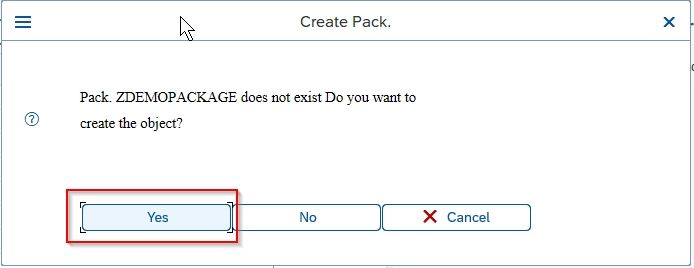 Create Pack.
Pack. ZDEMOPACKAGE does not exist Do you want to
create the object?
Yes
No
Cancel